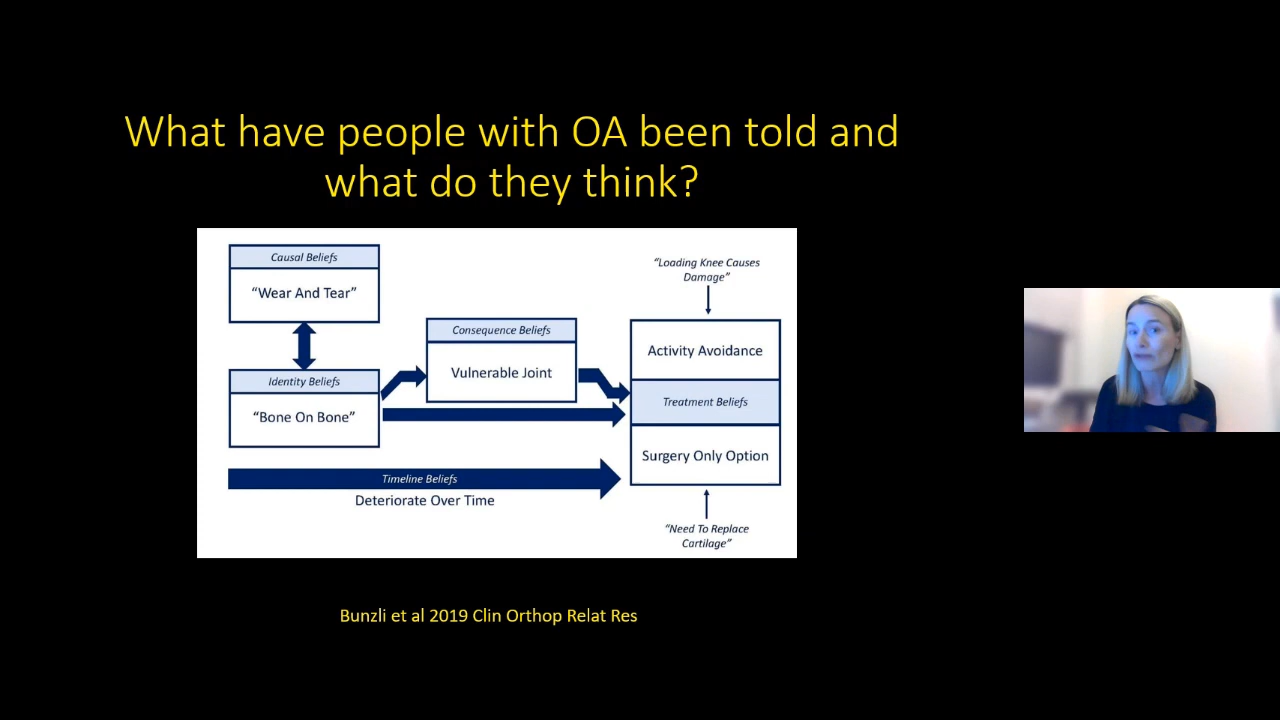 What have people with OA been told and
what do they think?
Causal Beliefs
“Wear And Tear”
Identity Beliefs
“Bone On Bone”
Consequence Beliefs
Vulnerable Joint
“Loading Knee Causes
Damage”
Activity Avoidance
Treatment Beliefs
Surgery Only Option
“Need To Replace
Cartilage”
Timeline Beliefs
Deteriorate Over Time
Bunzli et al 2019 Clin Orthop Relat Res